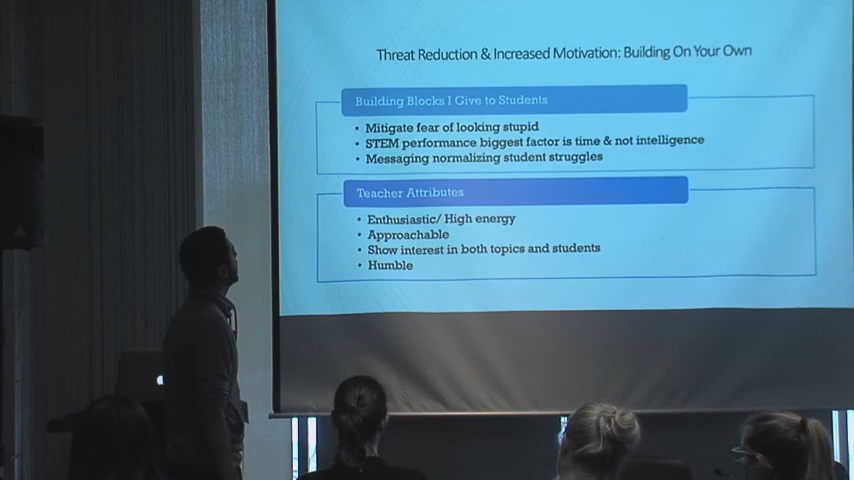 Threat Reduction & Increased Motivation: Building On Your Own
Building Blocks I Give to Students
• Mitigate fear of looking stupid
• STEM performance biggest factor is time & not intelligence
• Messaging normalizing student struggles
Teacher Attributes
• Enthusiastic/ High energy
• Approachable
• Show interest in both topics and students
• Humble